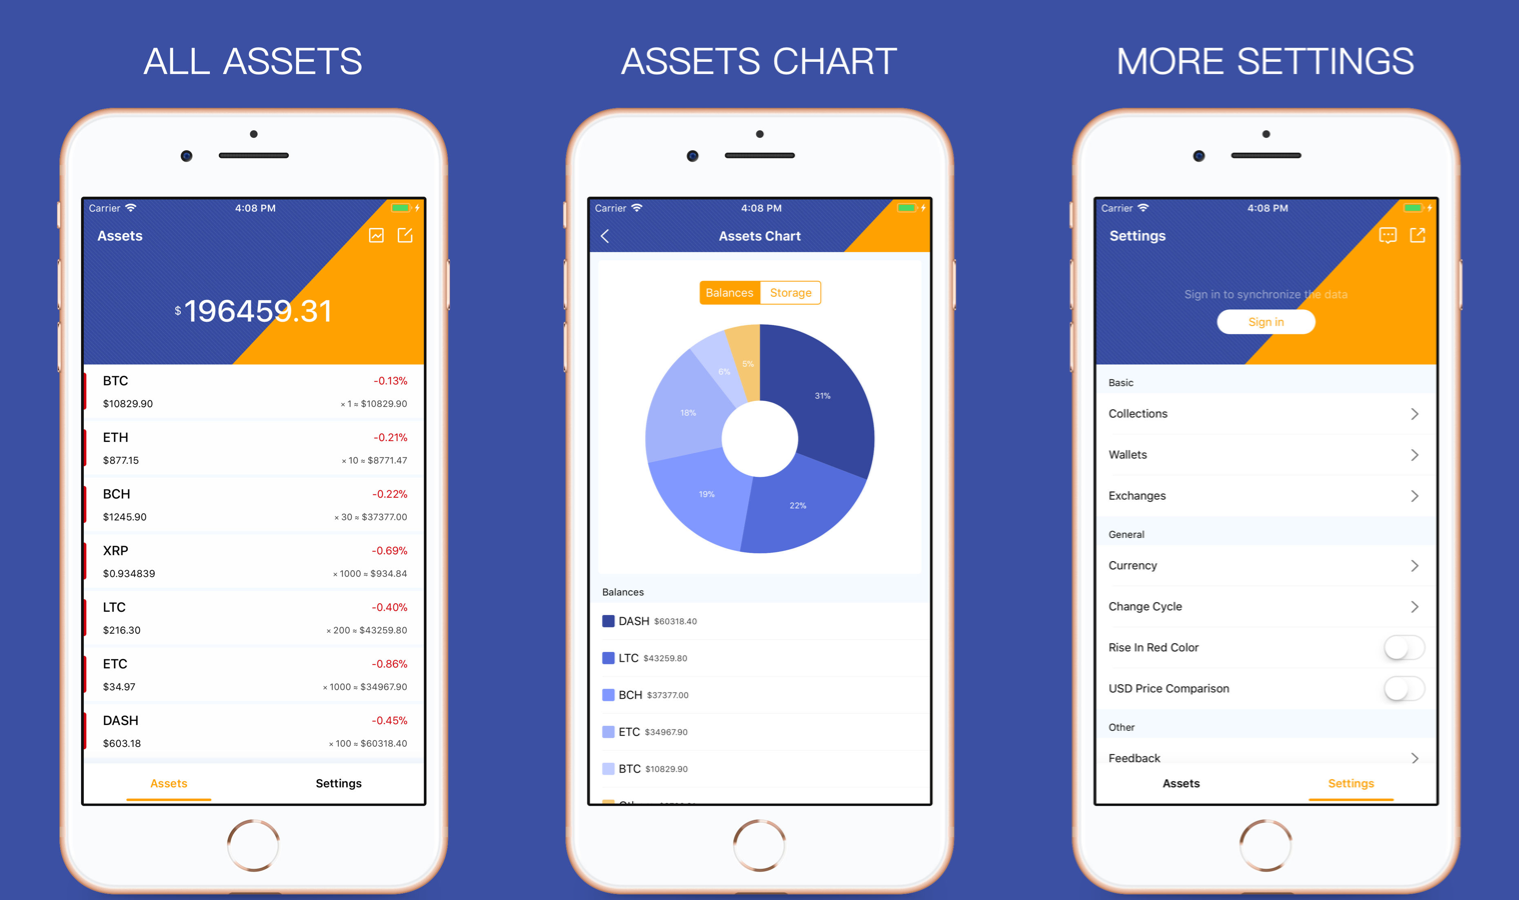 ALL ASSETS
Carrier 4:08 PM
Assets
$196459.31
BTC -0.13%
$10829.90 × 1 ≈ $10829.90
ETH -0.21%
$877.15 × 10 ≈ $8771.47
BCH -0.22%
$1245.90 × 30 ≈ $37377.00
XRP -0.69%
$0.934839 × 1000 ≈ $934.84
LTC -0.40%
$216.30 × 200 ≈ $43259.80
ETC -0.86%
$34.97 × 1000 ≈ $34967.90
DASH -0.45%
$603.18 × 100 ≈ $60318.40
Assets Settings
ASSETS CHART
Carrier 4:08 PM
Assets Chart
Balances Storage
5%
6%
31%
18%
19%
22%
Balances
DASH $60318.40
LTC $43259.80
BCH $37377.00
ETC $34967.90
BTC $10829.90
MORE SETTINGS
Carrier 4:08 PM
Settings
Sign in to synchronize the data
Sign in
Basic
Collections
Wallets
Exchanges
General
Currency
Change Cycle
Rise In Red Color
USD Price Comparison
Other
Feedback
Assets Settings